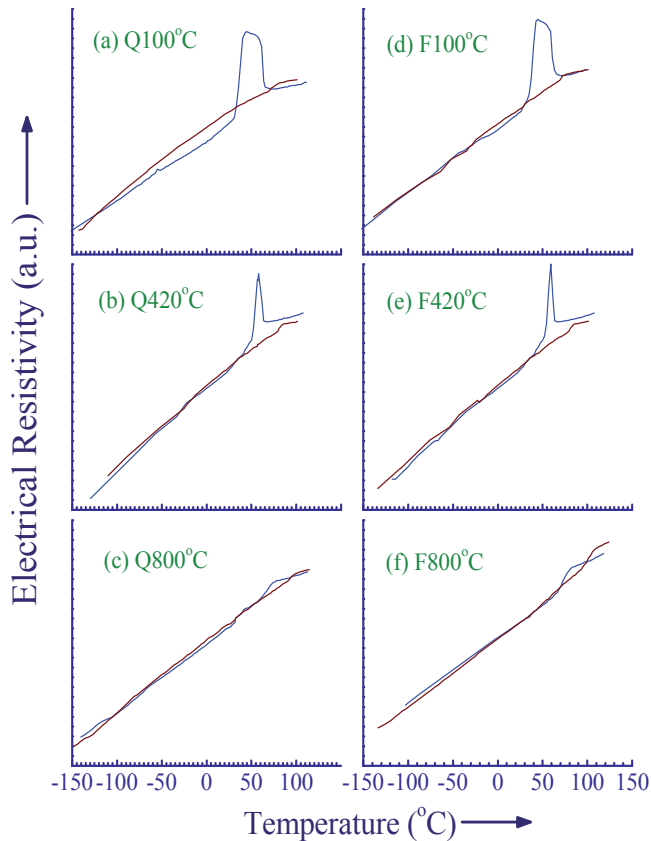 (a) Q100°C
(d) F100°C
(b) Q420°C
(e) F420°C
(c) Q800°C
(f) F800°C
Electrical Resistivity (a.u.)
-150 -100 -50 0 50 100 -150 -100 -50 0 50 100 150
Temperature (°C)